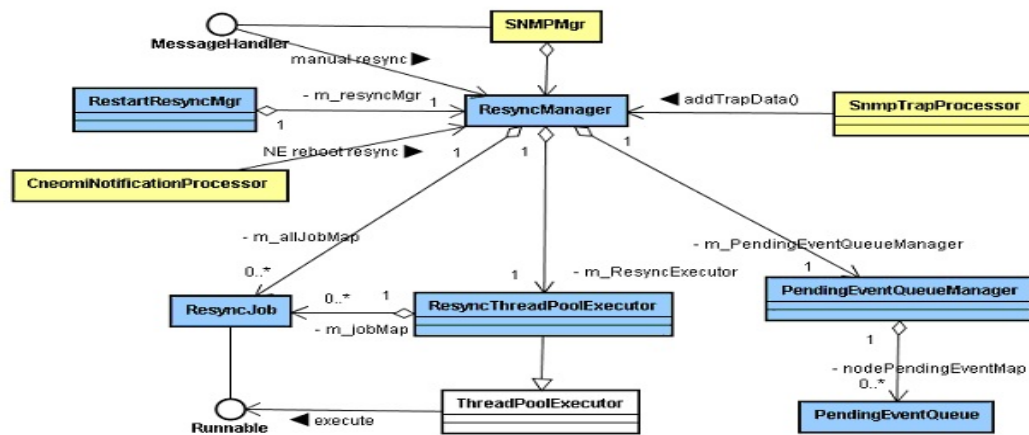 SNMPMgr
MessageHandler
manual resync
RestartResyncMgr
- m_resyncMgr
1
1
ResyncManager
addTrapData()
SnmpTrapProcessor
NE reboot resync
1
1
1
CneomiNotificationProcessor
- m_allJobMap
- m_PendingEventQueueManager
0..*
1
- m_ResyncExecutor
1
ResyncJob
0..*
1
- m_jobMap
ResyncThreadPoolExecutor
PendingEventQueueManager
1
- nodePendingEventMap
0..*
ThreadPoolExecutor
execute
Runnable
PendingEventQueue